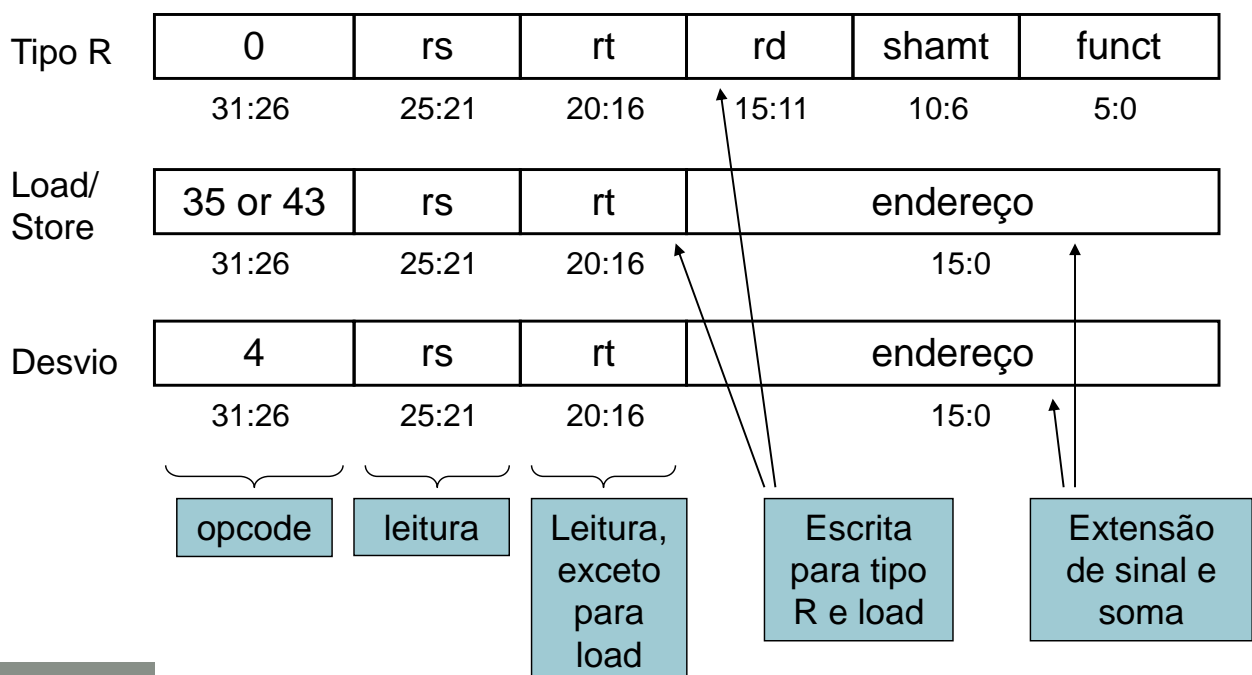 Tipo R 0 rs rt rd shamt funct
31:26 25:21 20:16 15:11 10:6 5:0
Load/
Store
35 or 43 rs rt endereço
31:26 25:21 20:16 15:0
Desvio 4 rs rt endereço
31:26 25:21 20:16 15:0
opcode
leitura
Leitura,
exceto
para
load
Escrita
para tipo
R e load
Extensão
de sinal e
soma